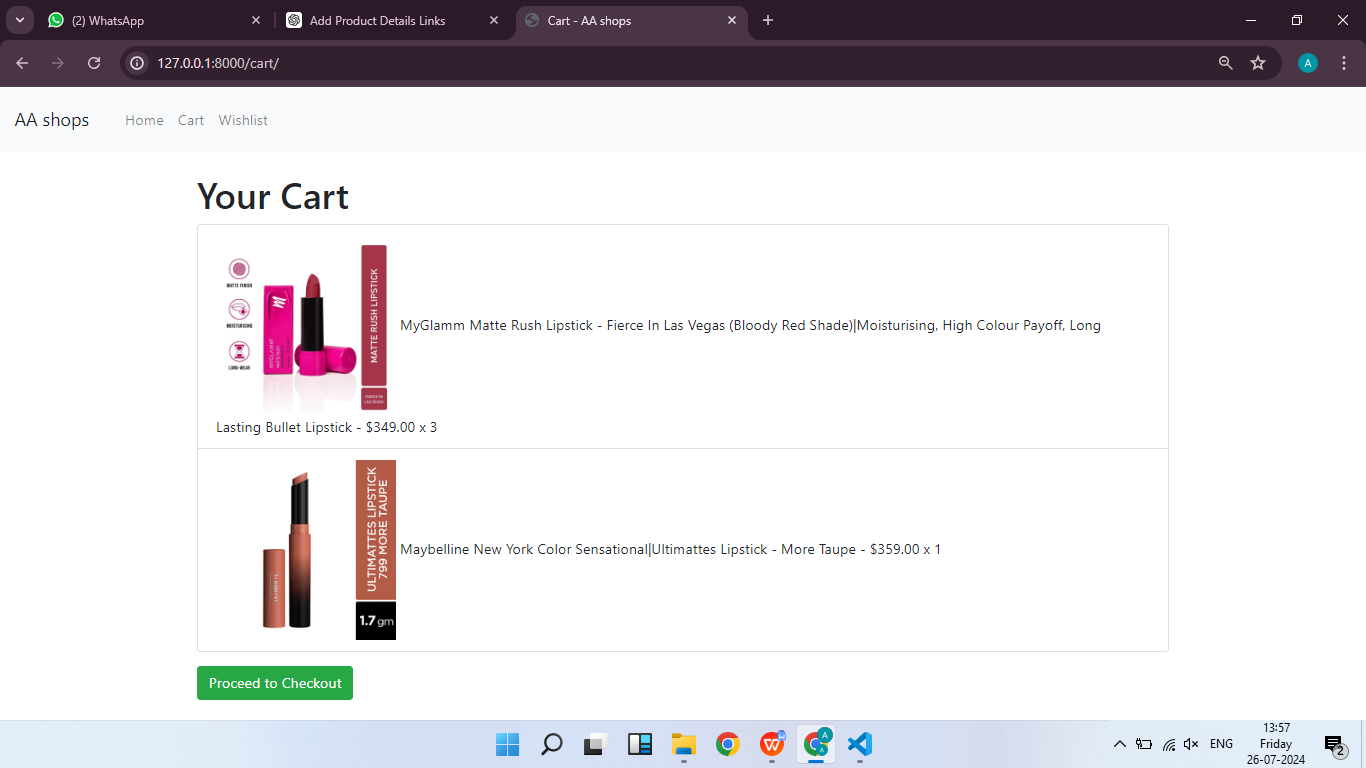 (2) WhatsApp
Add Product Details Links
Cart - AA shops
127.0.0.1:8000/cart/
A
AA shops
Home
Cart
Wishlist
Your Cart
MATTE FINISH
MOISTURISING
LONG-WEAR
MATTE RUSH LIPSTICK
FIERCE IN
LAS VEGAS
MyGlamm Matte Rush Lipstick - Fierce In Las Vegas (Bloody Red Shade)|Moisturising, High Colour Payoff, Long
Lasting Bullet Lipstick - $349.00 x 3
ULTIMATTES LIPSTICK
799 MORE TAUPE
1.7 gm
Maybelline New York Color Sensational|Ultimattes Lipstick - More Taupe - $359.00 x 1
Proceed to Checkout
ENG
13:57
Friday
26-07-2024
2